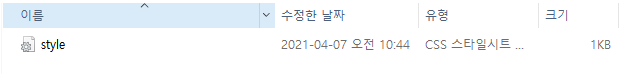 이름 수정한 날짜 유형 크기
style 2021-04-07 오전 10:44 CSS 스타일시트 ... 1KB